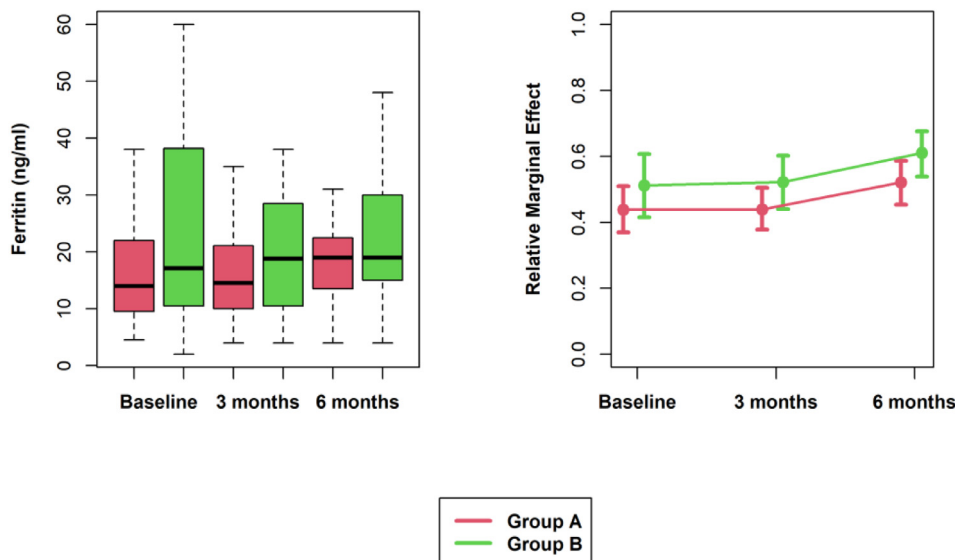 Ferrritin (ng/ml)
60
50
40
30
20
10
0
Baseline 3 months 6 months
Relative Marginal Effect
1.0
0.8
0.6
0.4
0.2
0.0
Baseline 3 months 6 months
Group A
Group B